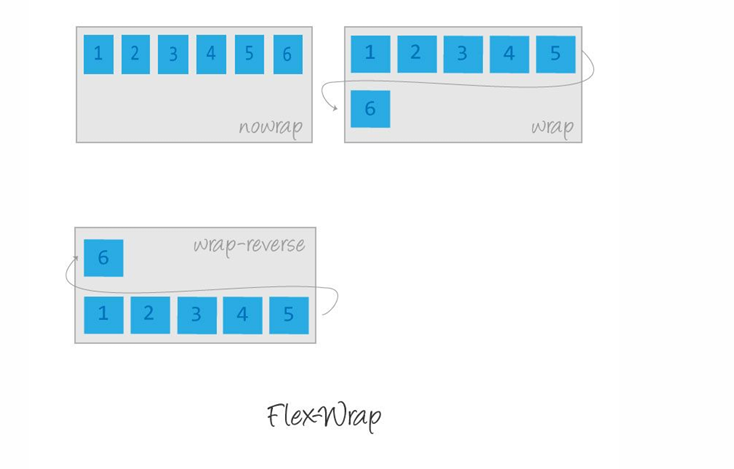 1 2 3 4 5 6
nowrap
1 2 3 4 5
6
wrap
wrap-reverse
6
1 2 3 4 5
Flex-Wrap